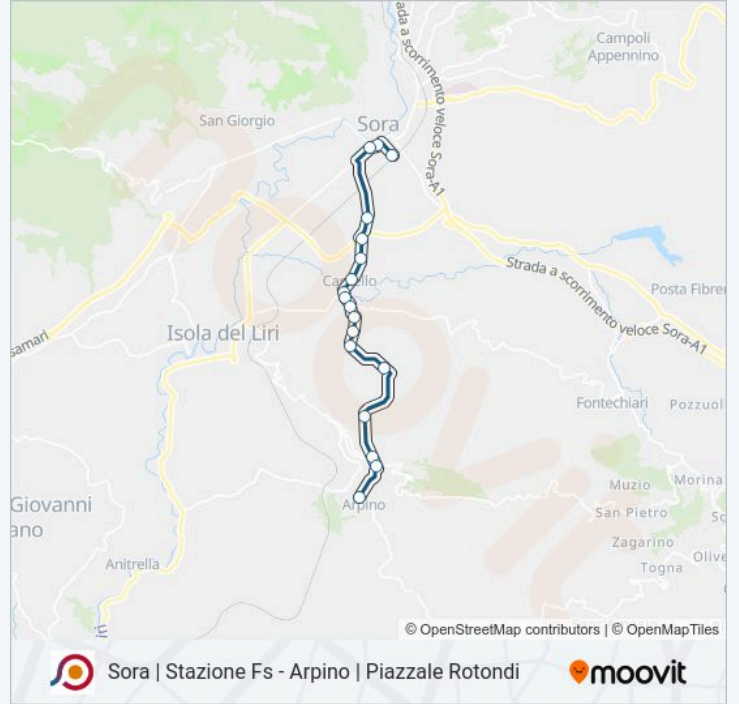 ada a scorrimento veloce Sora-A1
Campoli
Appennino
San Giorgio
Sora
Strada a scorrimento veloce Sora-A1
Posta Fibre
Isola del Liri
samari
Fontechiari
Pozzuol
Muzio
Morina
San Pietro
Zagarino
Olive
Togna
Giovanni
ano
Anitrella
Arpino
moovit
© OpenStreetMap contributors | © OpenMapTiles
Sora | Stazione Fs - Arpino | Piazzale Rotondi
moovit